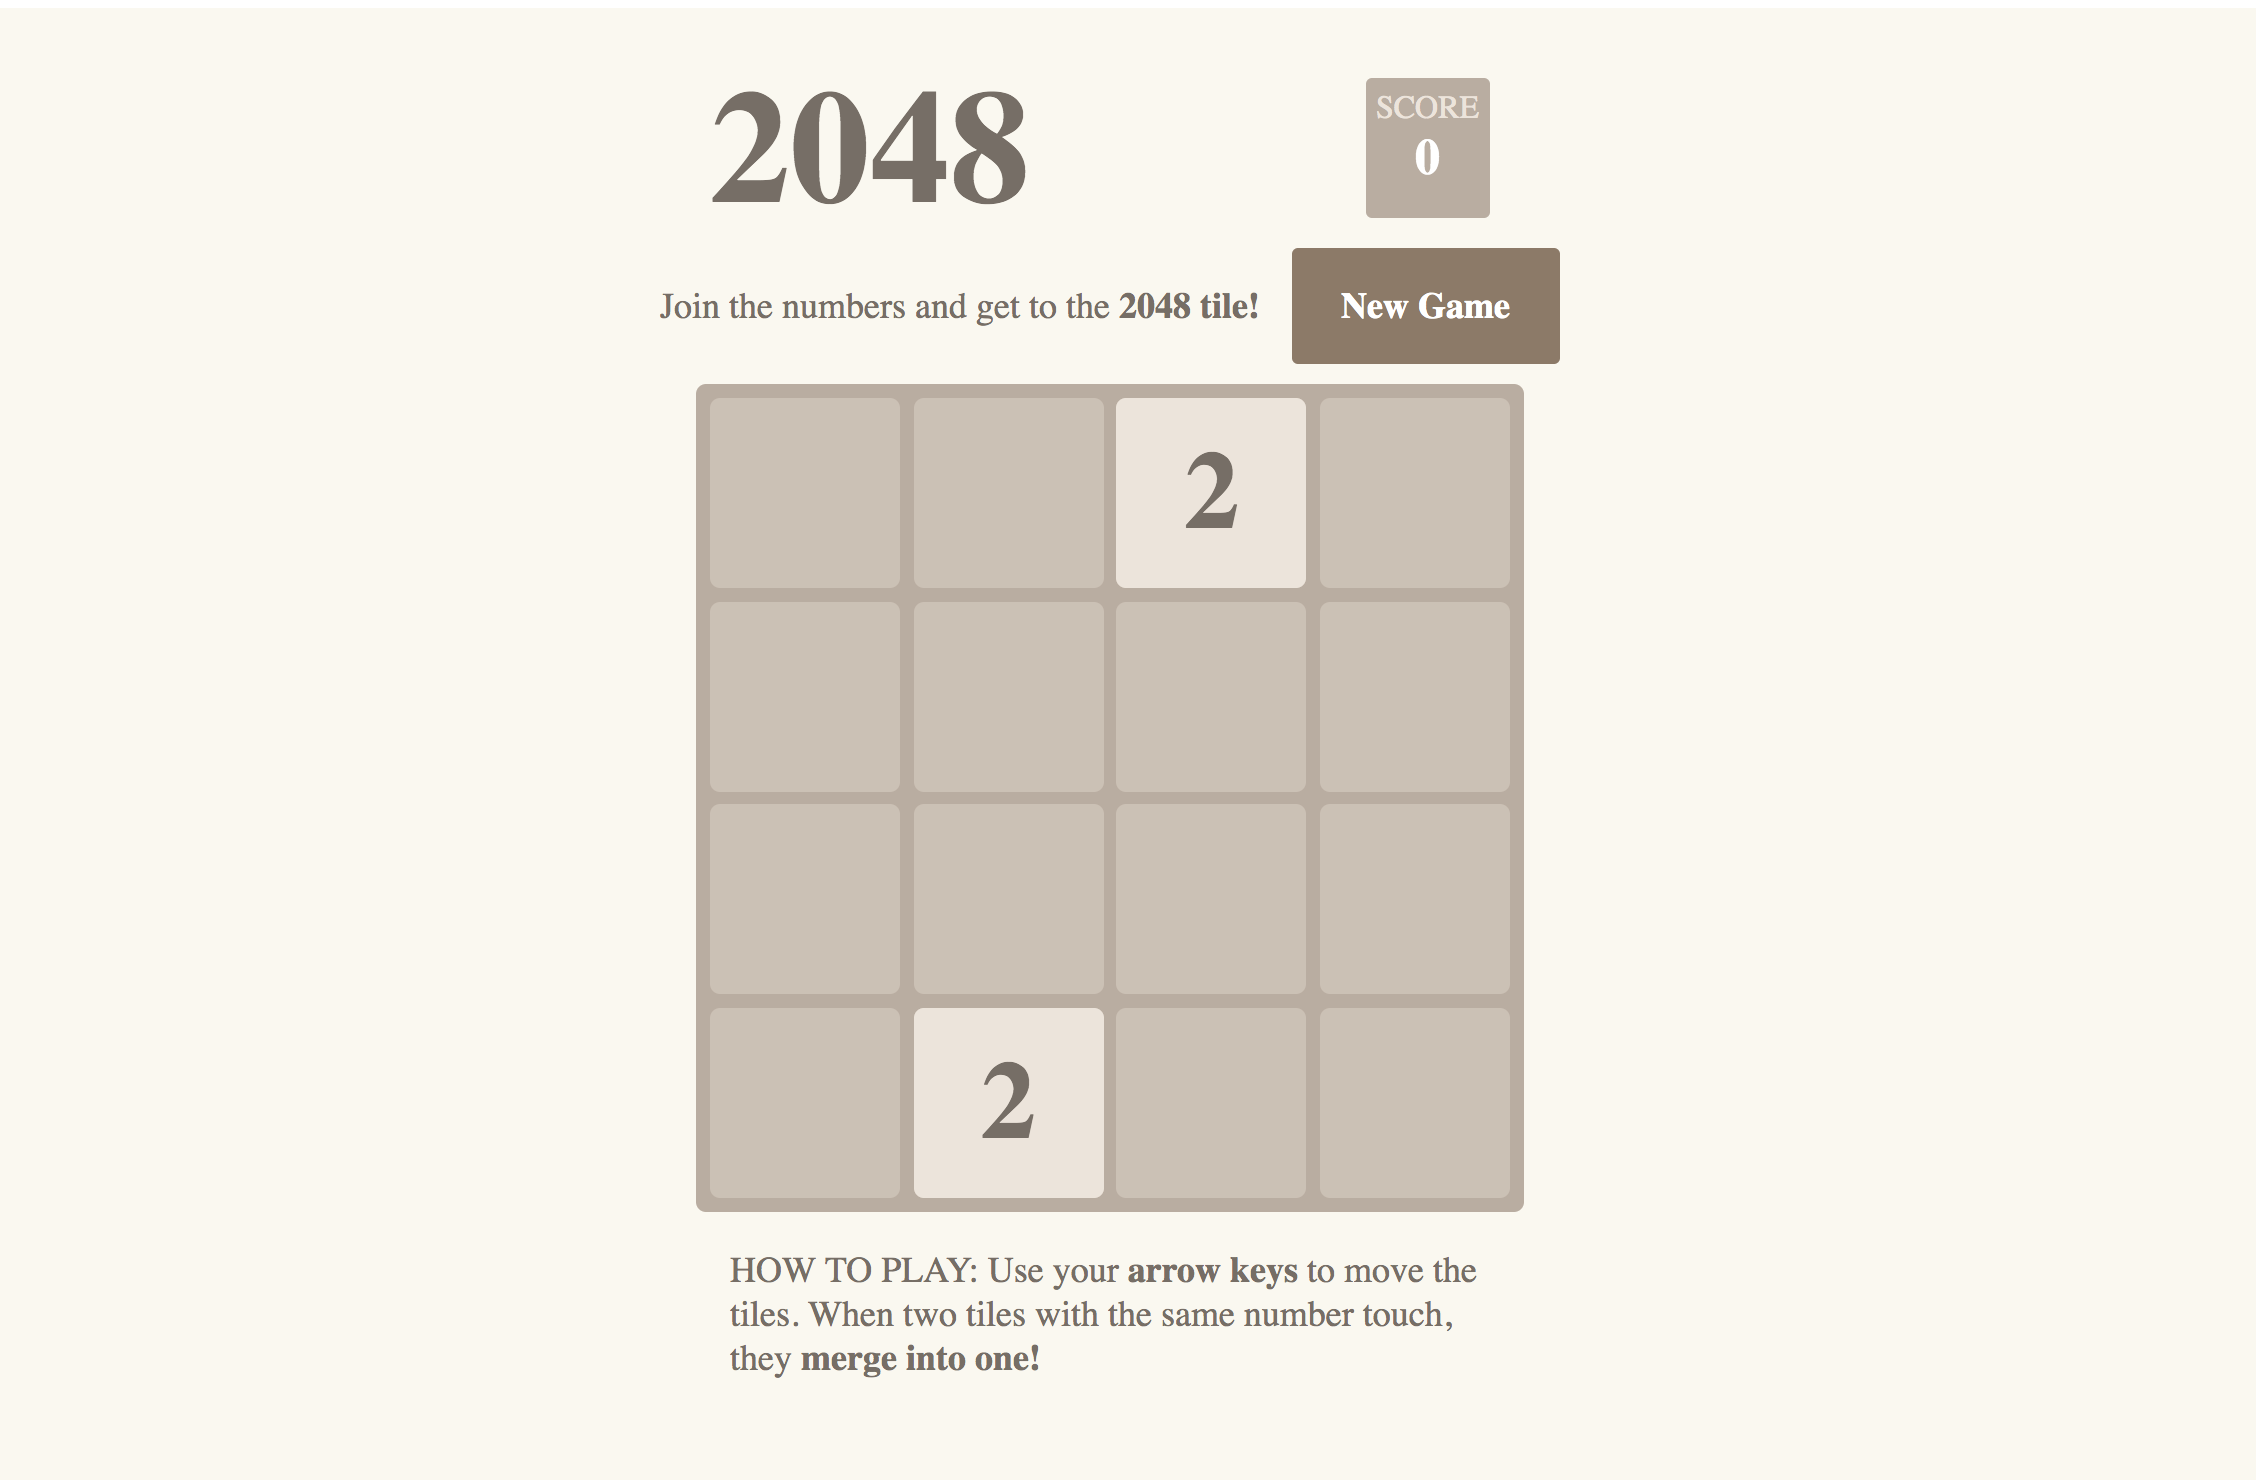 2048
SCORE
0
Join the numbers and get to the 2048 tile!
New Game
2
2
HOW TO PLAY: Use your arrow keys to move the
tiles. When two tiles with the same number touch,
they merge into one!